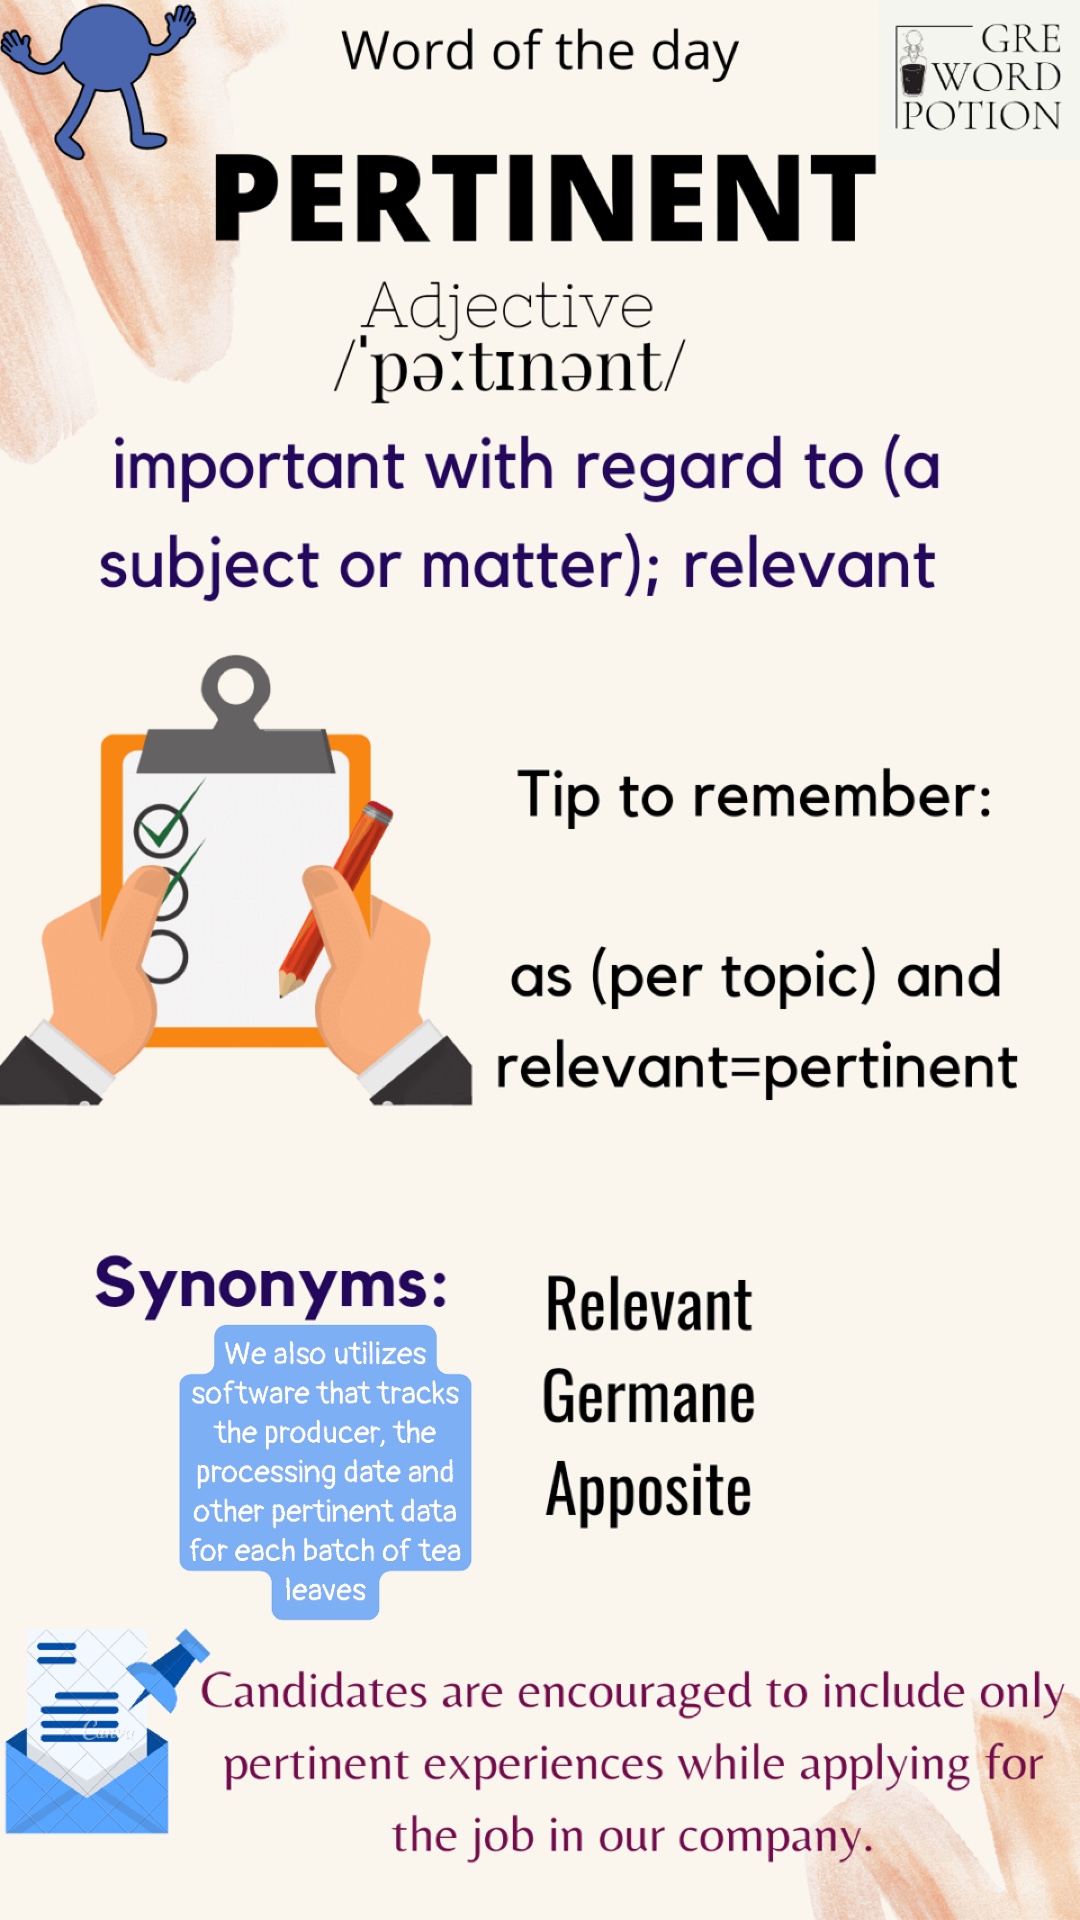 Word of the day
GRE
WORD
POTION
PERTINENT
Adjective
/ˈpəːtɪnənt/
important with regard to (a
subject or matter); relevant
Tip to remember:
as (per topic) and
relevant=pertinent
Synonyms:
Relevant
Germane
Apposite
We also utilizes
software that tracks
the producer, the
processing date and
other pertinent data
for each batch of tea
leaves
Canva
Candidates are encouraged to include only
pertinent experiences while applying for
the job in our company.